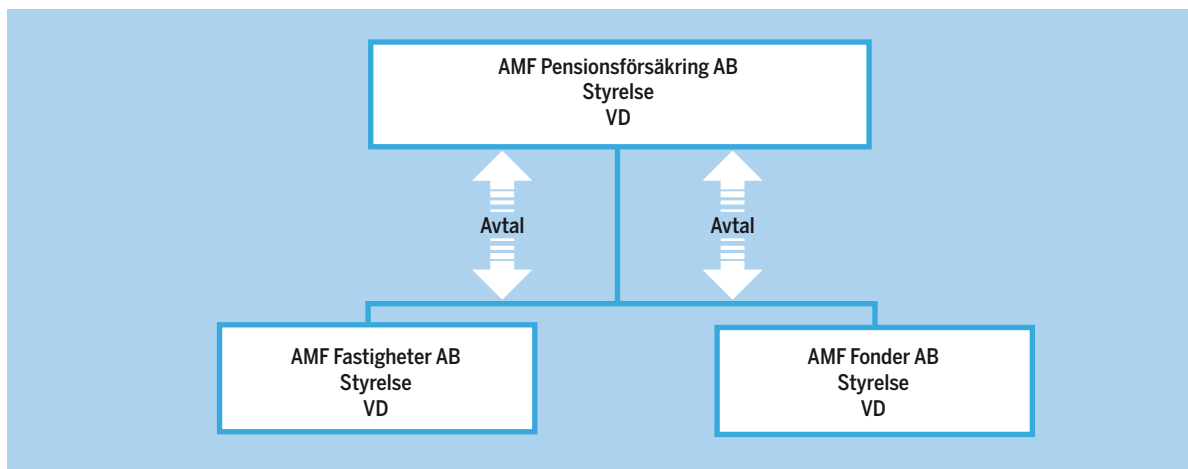 AMF Pensionsförsäkring AB
Styrelse
VD
Avtal
Avtal
AMF Fastigheter AB
Styrelse
VD
AMF Fonder AB
Styrelse
VD